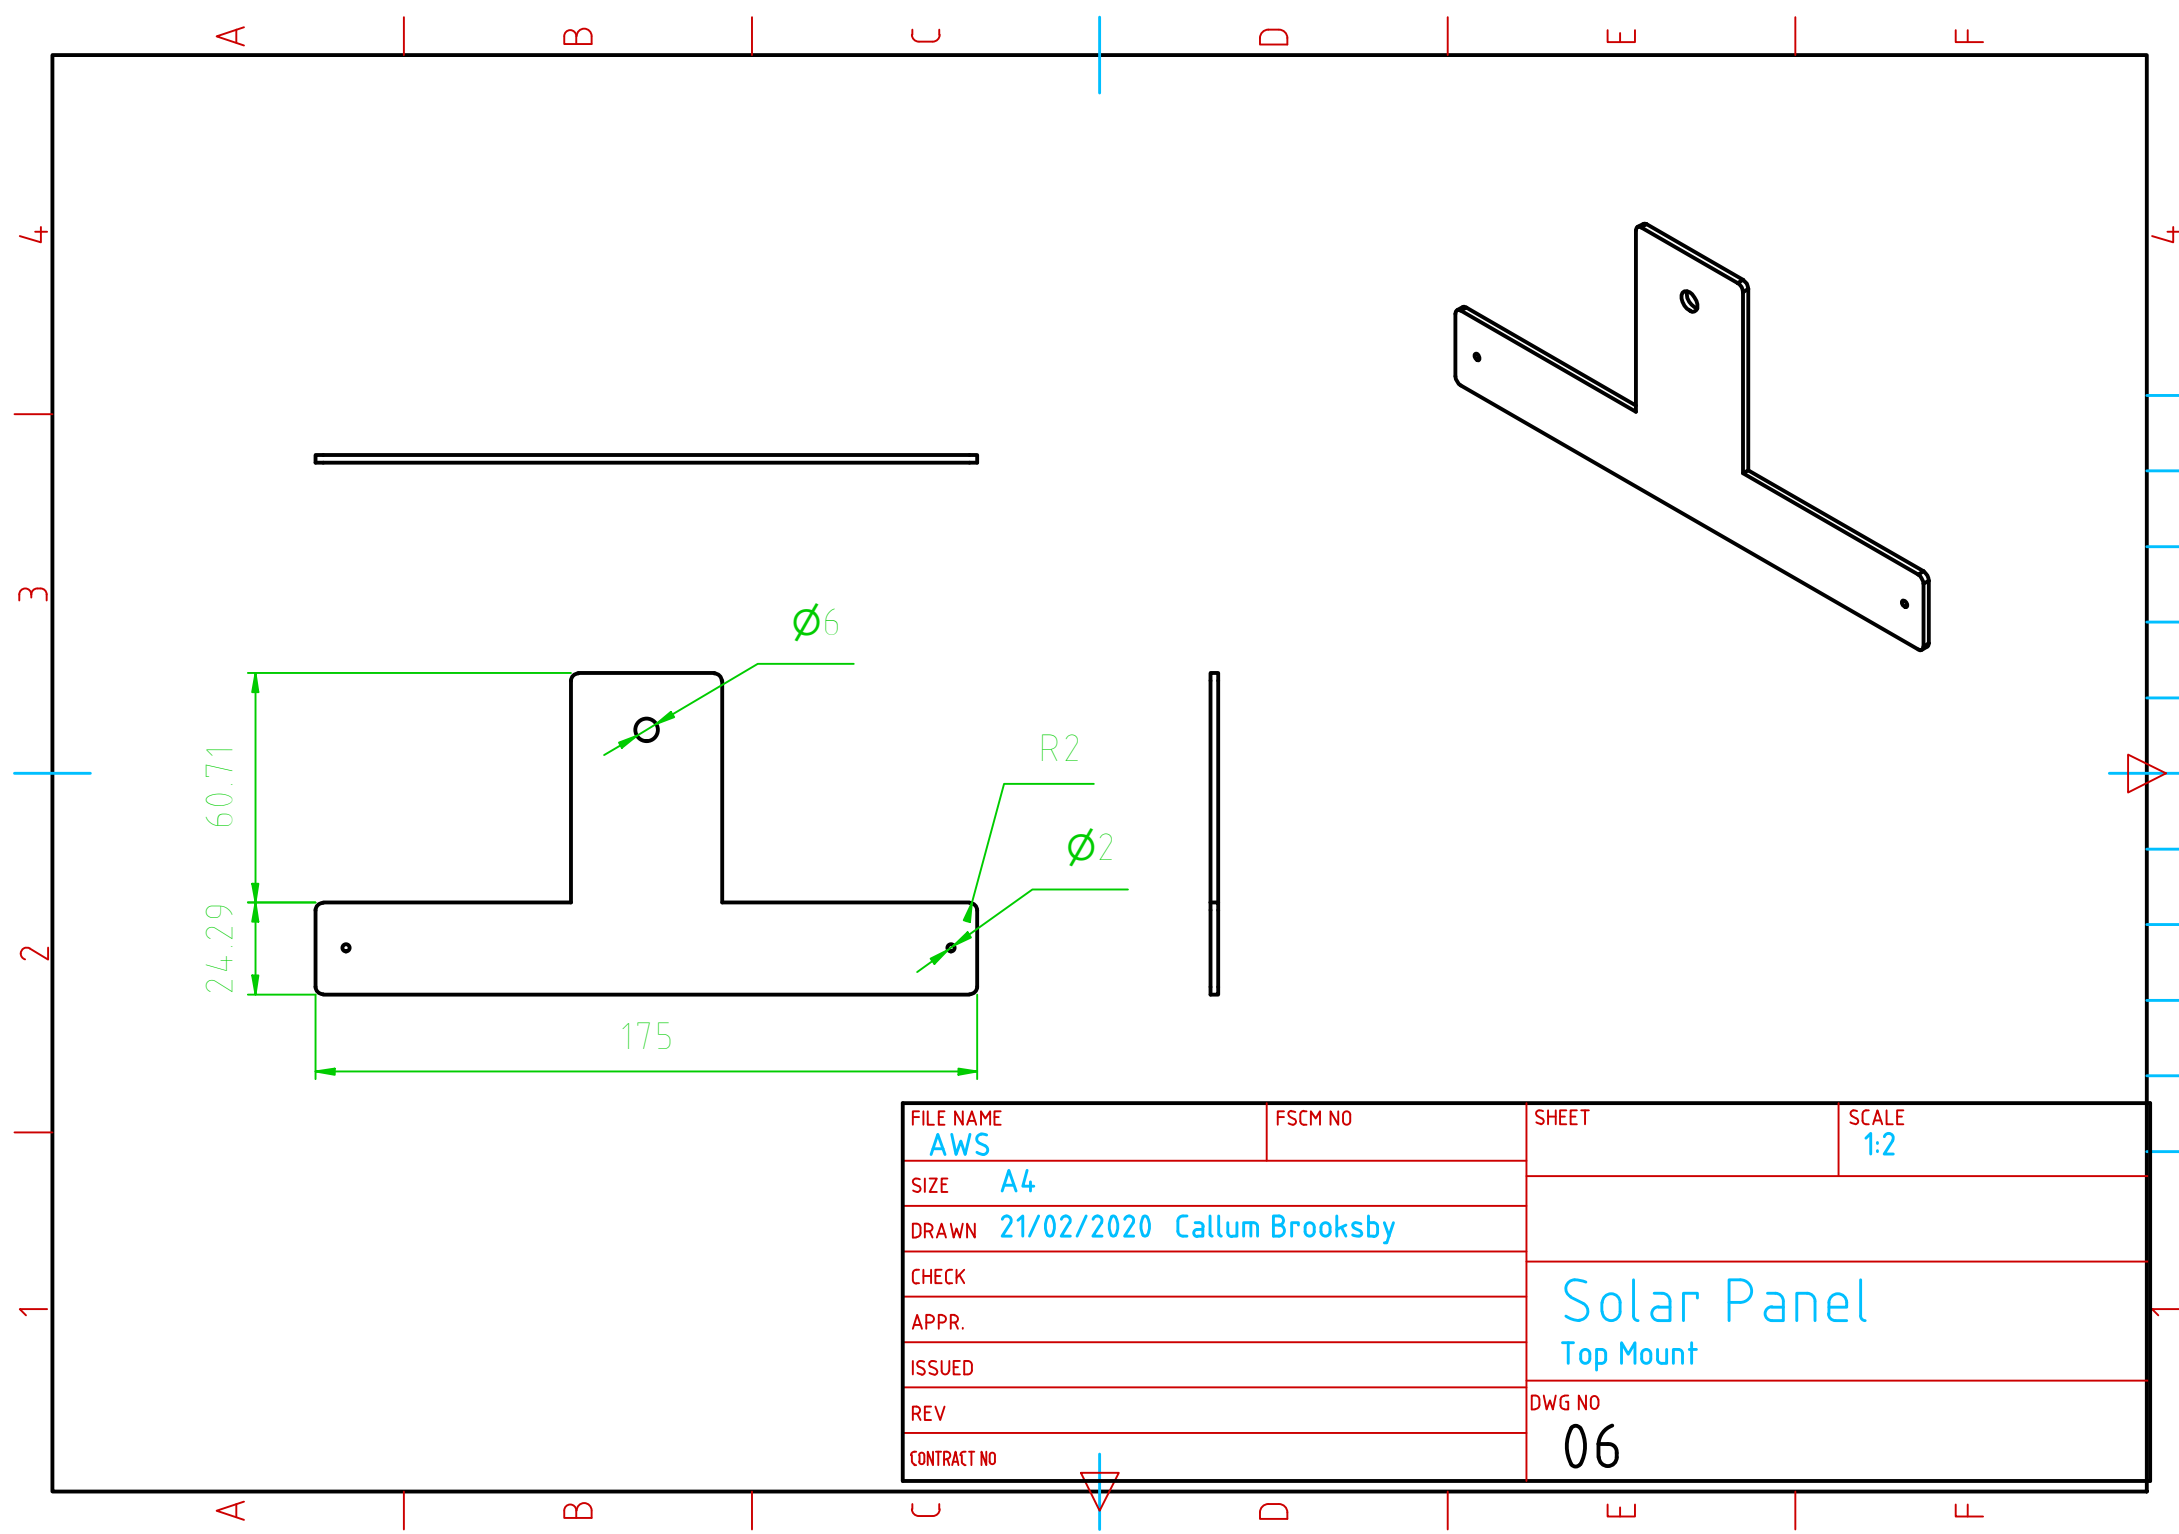 A B C D E F
4 4
Ø6
60.71
R2
3
Ø2
24.29
2
175
FILE NAME FSCM NO SHEET SCALE
AWS 1:2
SIZE A4
DRAWN 21/02/2020 Callum Brooksby
CHECK
Solar Panel
1 1
APPR.
Top Mount
ISSUED
DWG NO
REV
06
CONTRACT NO
A B C D E F